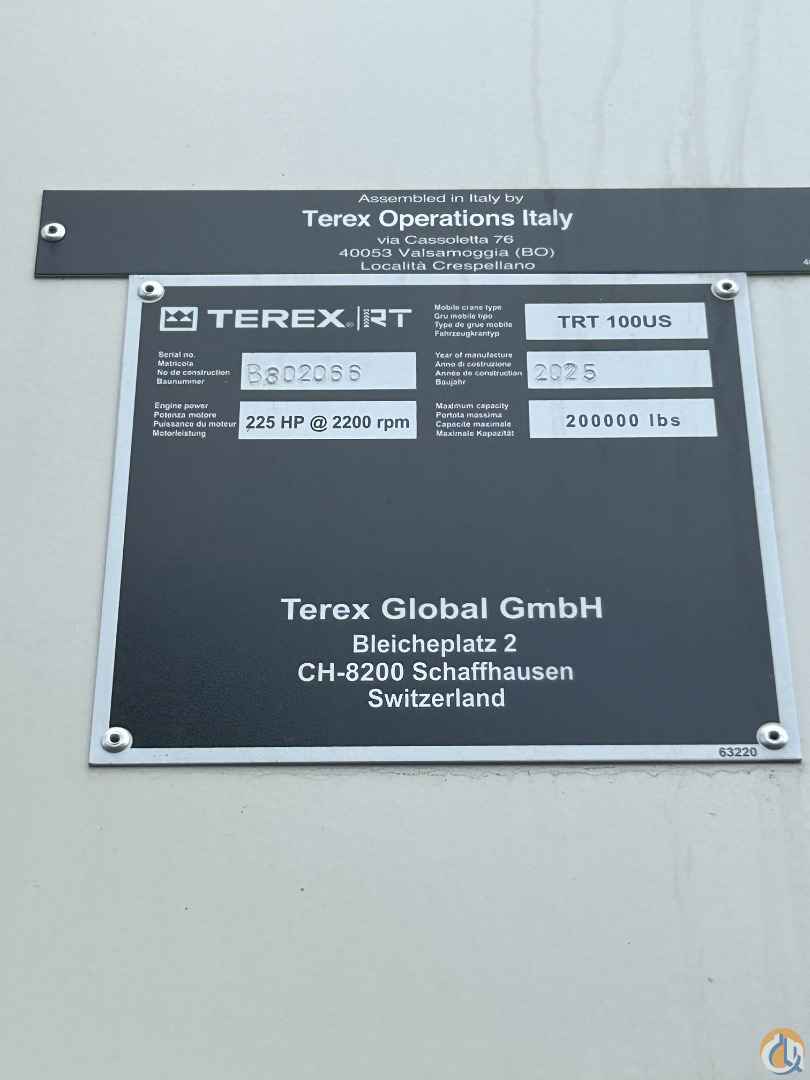 Assembled in Italy by
Terex Operations Italy
via Cassoletta 76
40053 Valsamoggia (BO)
Località Crespellano
TEREX® RT
Mobile crane type
Gru mobile tipo
Type de grue mobile
Fahrzeugkrantyp
TRT 100US
Serial no.
Matricola
No de construction
Baunummer
B302066
Year of manufacture
Anno di costruzione
Année de construction
Baujahr
2025
Engine power
Potenza motore
Puissance du moteur
Motorleistung
225 HP @ 2200 rpm
Maximum capacity
Portata massima
Capacité maximale
Maximale Kapazität
200000 lbs
Terex Global GmbH
Bleicheplatz 2
CH-8200 Schaffhausen
Switzerland
63220